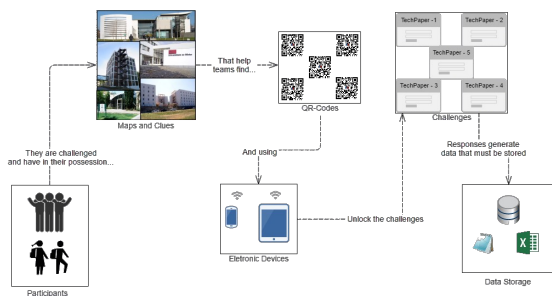 They are challenged
and have in their possession...
Participants
Maps and Clues
That help
teams find...
QR-Codes
And using
Eletronic Devices
Unlock the challenges
TechPaper - 1
TechPaper - 2
TechPaper - 5
TechPaper - 3
TechPaper - 4
Challenges
Responses generate
data that must be stored
Data Storage